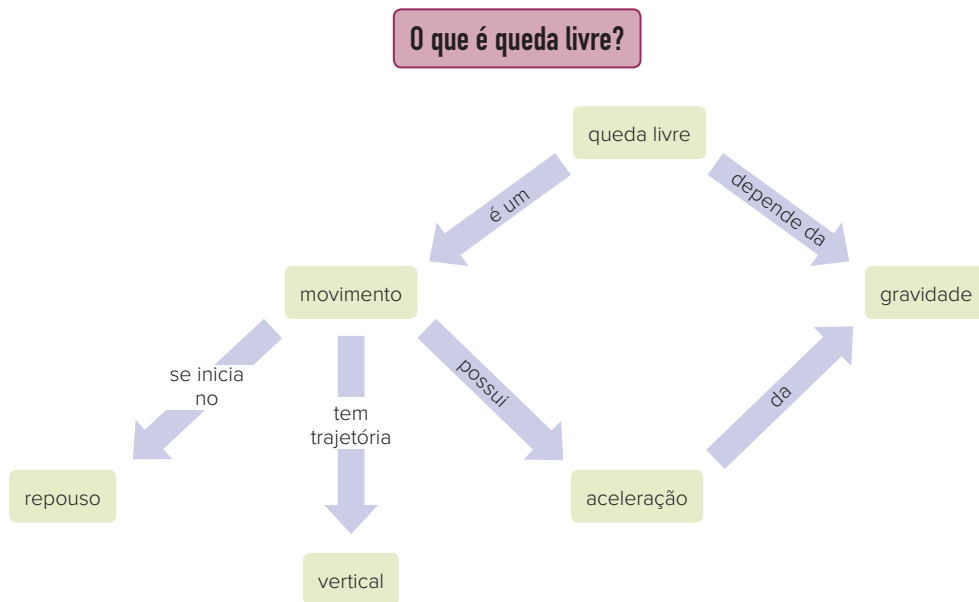 O que é queda livre?
queda livre
é um
depende da
movimento
gravidade
se inicia
no
tem
trajetória
possui
da
repouso
aceleração
vertical